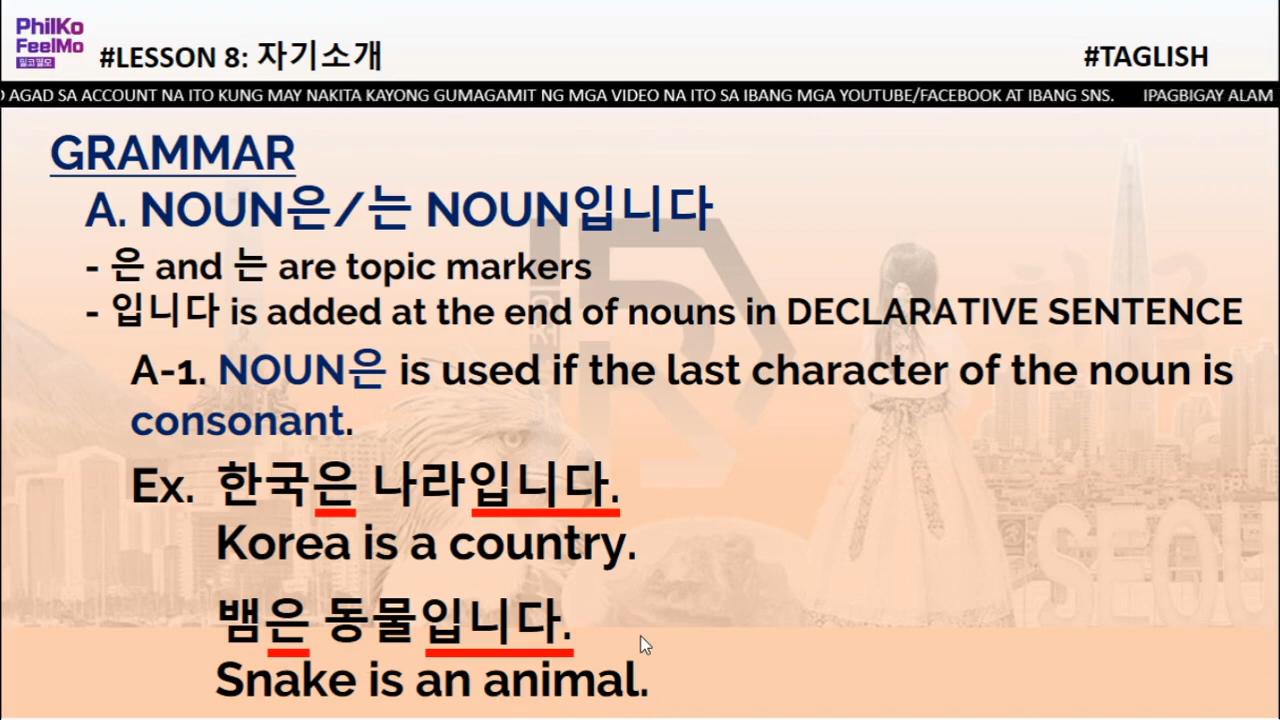 PhilKo
FeelMo
필코필모
#LESSON 8: 자기소개
#TAGLISH
AGAD SA ACCOUNT NA ITO KUNG MAY NAKITA KAYONG GUMAGAMIT NG MGA VIDEO NA ITO SA IBANG MGA YOUTUBE/FACEBOOK AT IBANG SNS. IPAGBIGAY ALAM
GRAMMAR
A. NOUN은/는 NOUN입니다
- 은 and 는 are topic markers
- 입니다 is added at the end of nouns in DECLARATIVE SENTENCE
A-1. NOUN은 is used if the last character of the noun is
consonant.
Ex. 한국은 나라입니다.
Korea is a country.
뱀은 동물입니다.
Snake is an animal.